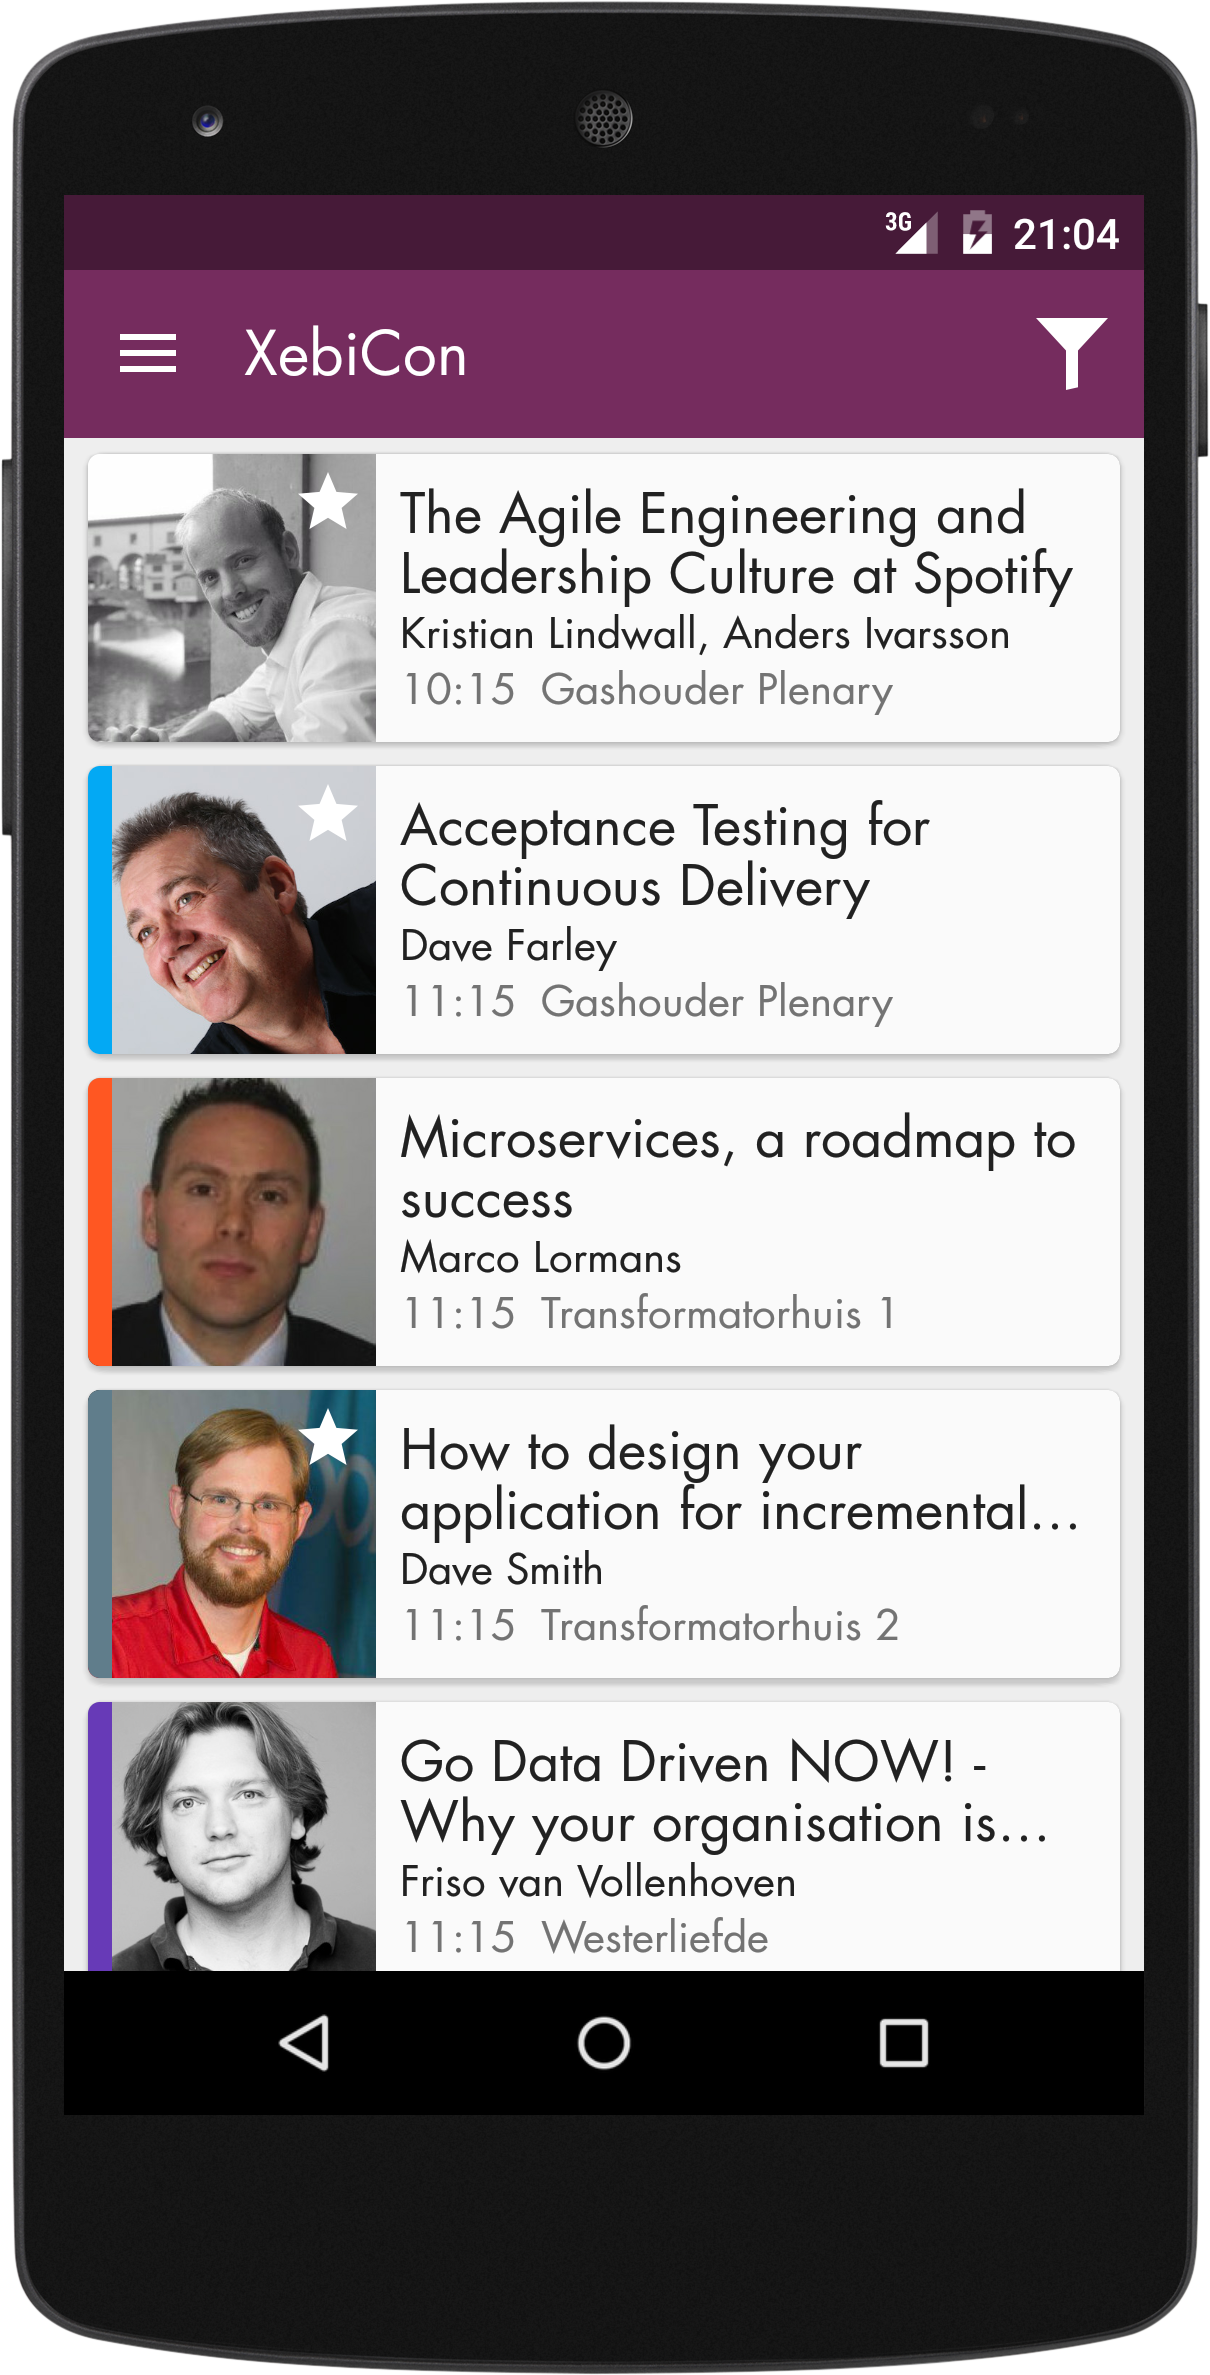 3G 21:04
XebiCon
The Agile Engineering and
Leadership Culture at Spotify
Kristian Lindwall, Anders Ivarsson
10:15 Gashouder Plenary
Acceptance Testing for
Continuous Delivery
Dave Farley
11:15 Gashouder Plenary
Microservices, a roadmap to
success
Marco Lormans
11:15 Transformatorhuis 1
How to design your
application for incremental...
Dave Smith
11:15 Transformatorhuis 2
Go Data Driven NOW! -
Why your organisation is...
Friso van Vollenhoven
11:15 Westerliefde